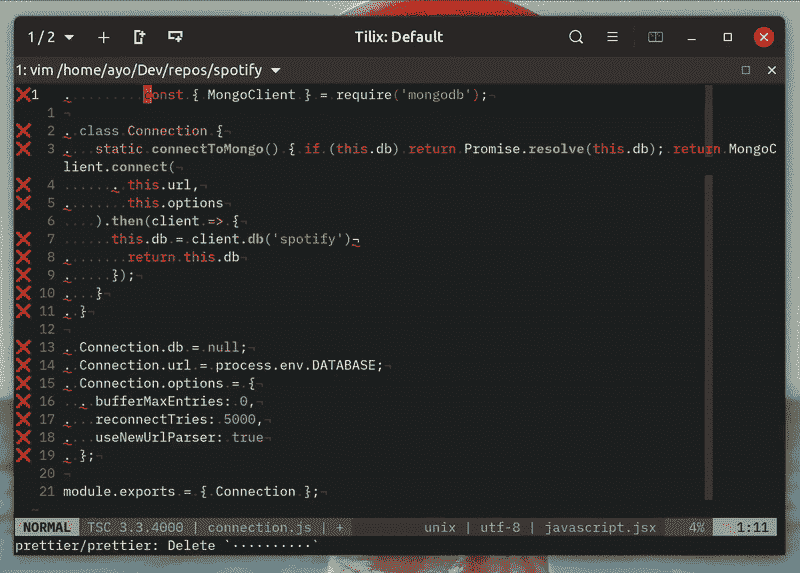 1 / 2
Tilix: Default
1: vim /home/ayo/Dev/repos/spotify
1 const { MongoClient } = require('mongodb');
1
2 class Connection {
3 static connectToMongo() { if (this.db) return Promise.resolve(this.db); return MongoC
lient.connect(
4 this.url,
5 this.options
6 ).then(client => {
7 this.db = client.db('spotify')
8 return this.db
9 });
10 }
11 }
12
13 Connection.db = null;
14 Connection.url = process.env.DATABASE;
15 Connection.options = {
16 bufferMaxEntries: 0,
17 reconnectTries: 5000,
18 useNewUrlParser: true
19 };
20
21 module.exports = { Connection };
NORMAL TSC 3.3.4000 | connection.js | + unix | utf-8 | javascript.jsx 4% 1:11
prettier/prettier: Delete `··········`